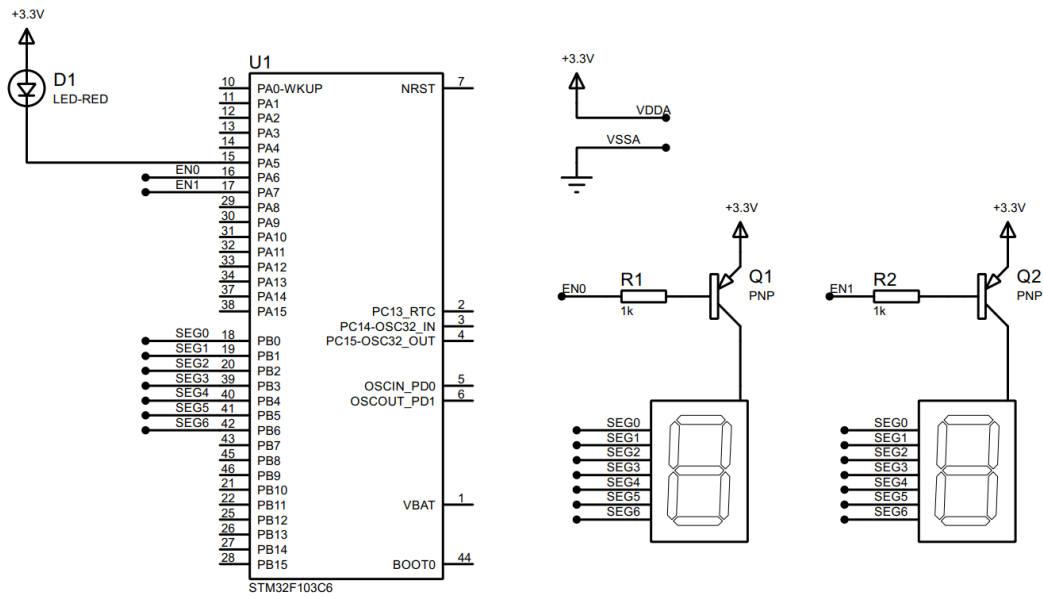 +3.3V
D1
LED-RED
U1
10 PA0-WKUP
11 PA1
12 PA2
13 PA3
14 PA4
15 PA5
EN0 16 PA6
EN1 17 PA7
29 PA8
30 PA9
31 PA10
32 PA11
33 PA12
34 PA13
37 PA14
38 PA15
SEG0 18 PB0
SEG1 19 PB1
SEG2 20 PB2
SEG3 39 PB3
SEG4 40 PB4
SEG5 41 PB5
SEG6 42 PB6
43 PB7
45 PB8
46 PB9
21 PB10
22 PB11
25 PB12
26 PB13
27 PB14
28 PB15
NRST 7
PC13_RTC 2
PC14-OSC32_IN 3
PC15-OSC32_OUT 4
OSCIN_PD0 5
OSCOUT_PD1 6
VBAT 1
BOOT0 44
STM32F103C6
+3.3V
VDDA
VSSA
+3.3V
EN0
R1
1k
Q1
PNP
SEG0
SEG1
SEG2
SEG3
SEG4
SEG5
SEG6
+3.3V
EN1
R2
1k
Q2
PNP
SEG0
SEG1
SEG2
SEG3
SEG4
SEG5
SEG6